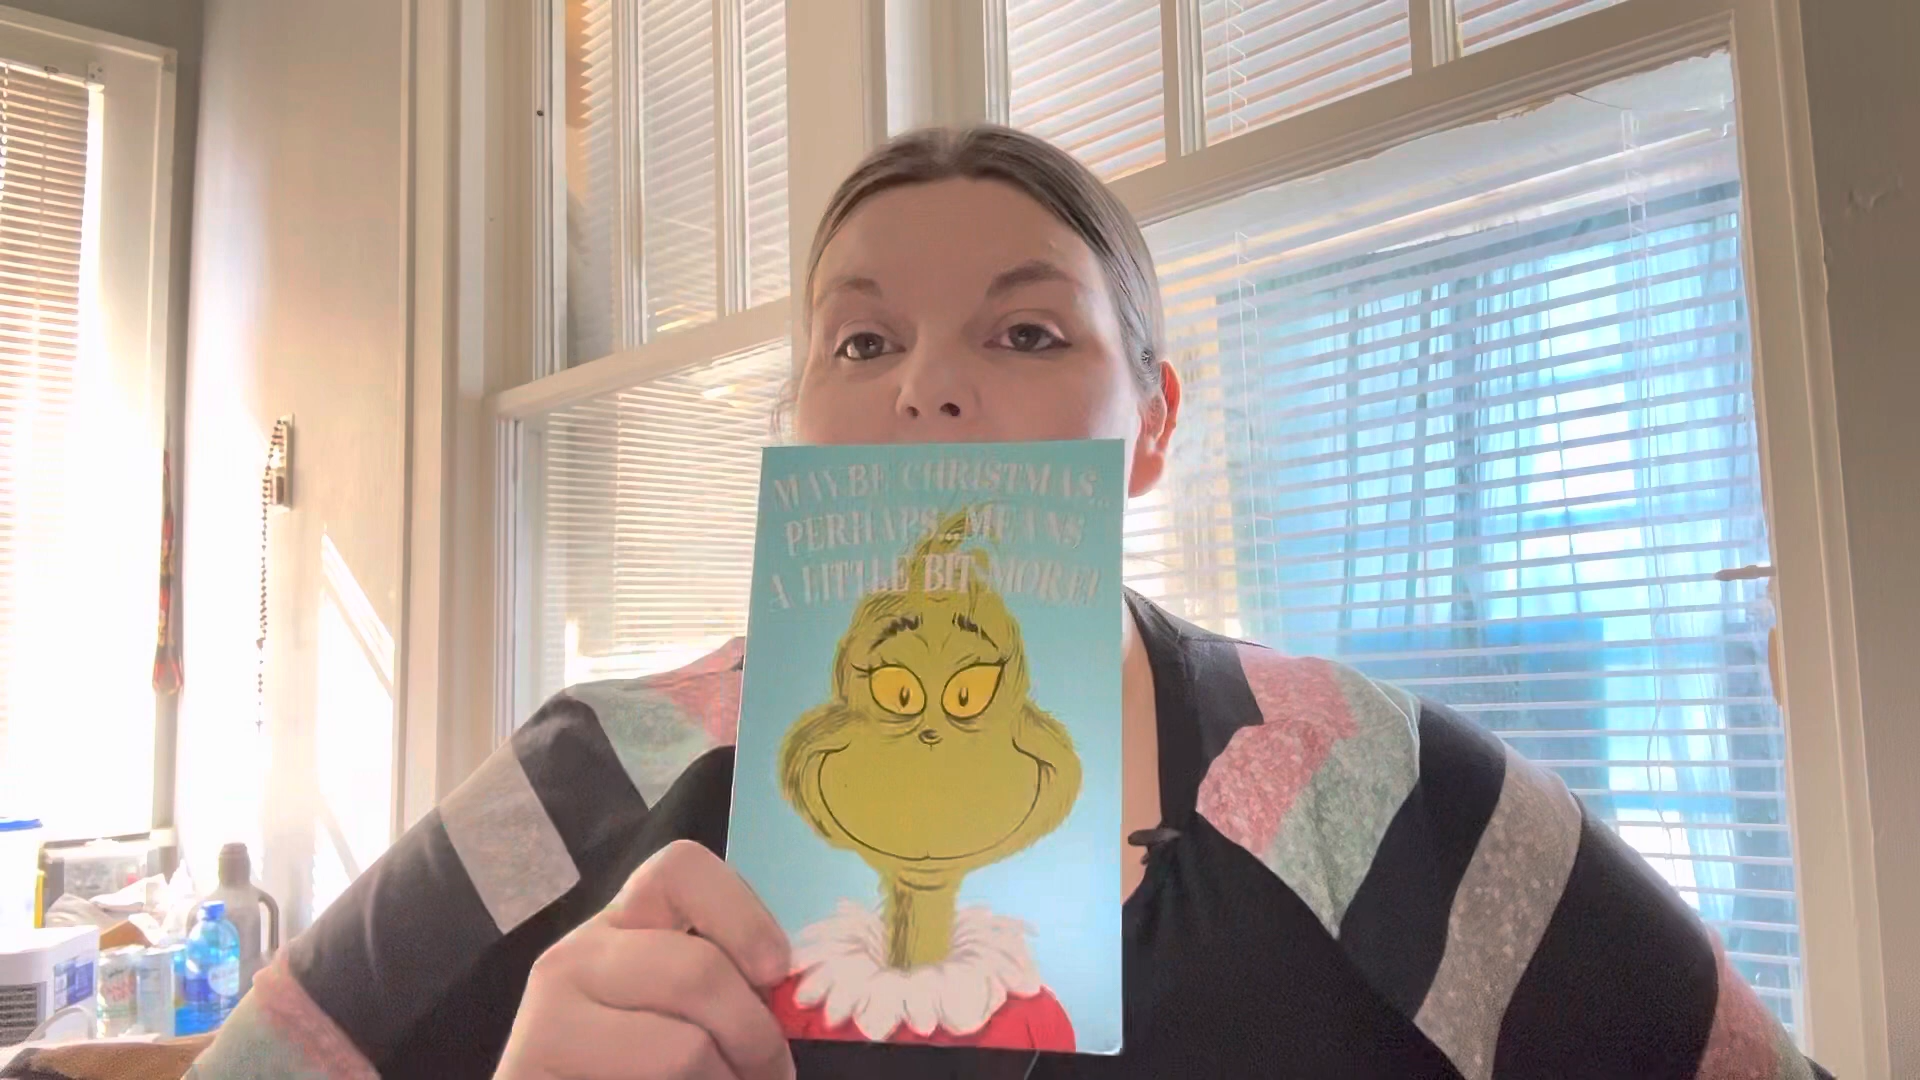 MAYBE CHRISTMAS...
PERHAPS...MEANS
A LITTLE BIT MORE!